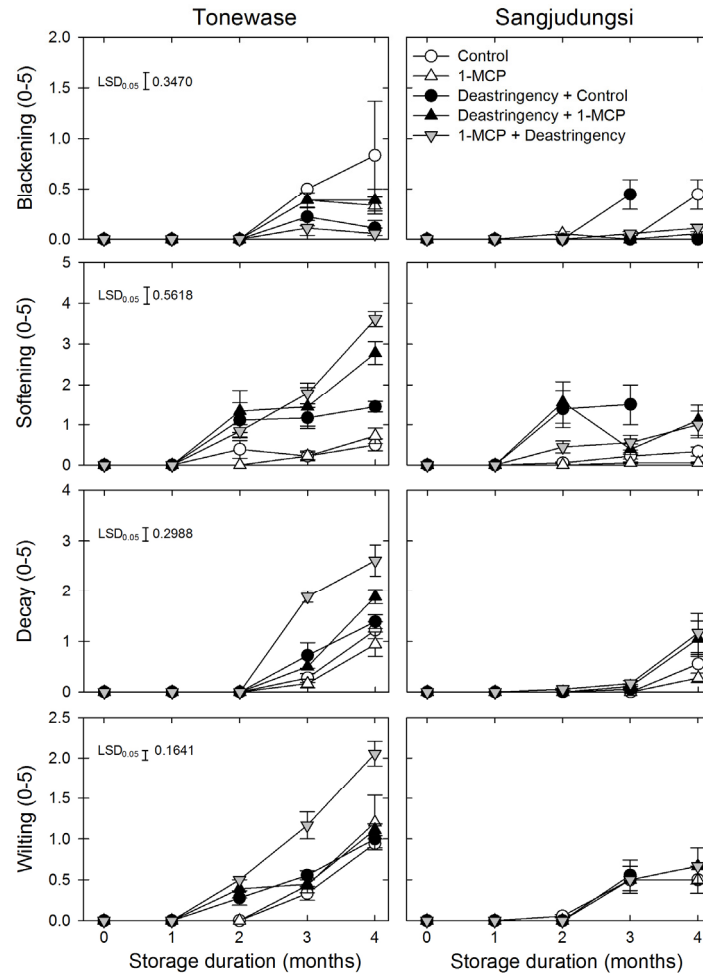 Tonewase
Sangjudungsi
Blackening (0-5)
2.0
1.5
1.0
0.5
0.0
LSD0.05 0.3470
Control
1-MCP
Deastringency + Control
Deastringency + 1-MCP
1-MCP + Deastringency
Softening (0-5)
5
4
3
2
1
0
LSD0.05 0.5618
Decay (0-5)
4
3
2
1
0
LSD0.05 0.2988
Wilting (0-5)
2.5
2.0
1.5
1.0
0.5
0.0
LSD0.05 0.1641
0 1 2 3 4
0 1 2 3 4
Storage duration (months)
Storage duration (months)